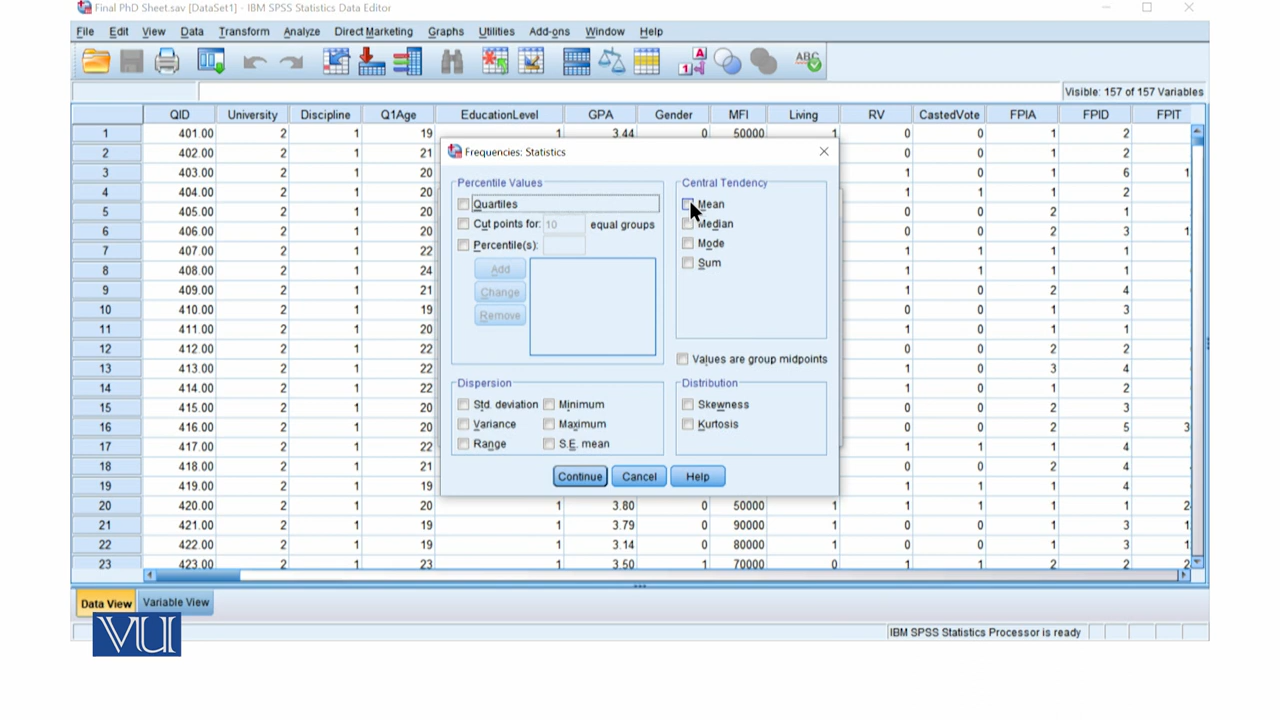 Final PhD Sheet.sav [DataSet1] - IBM SPSS Statistics Data Editor
File Edit View Data Transform Analyze Direct Marketing Graphs Utilities Add-ons Window Help
Visible: 157 of 157 Variables
QID University Discipline Q1Age EducationLevel GPA Gender MFI Living RV CastedVote FPIA FPID FPIT
1 401.00 2 1 19 1 3.44 0 50000 1 0 0 1 2
2 402.00 2 1 21 0 0 1 2
3 403.00 2 1 20 1 0 1 6 1
4 404.00 2 1 19 1 1 1 2
5 405.00 2 1 20 0 0 2 1
6 406.00 2 1 20 0 0 2 3 1
7 407.00 2 1 22 1 1 1 1
8 408.00 2 1 24 1 1 1 1
9 409.00 2 1 21 1 0 2 4
10 410.00 2 1 19 0 0 1 3
11 411.00 2 1 20 0 0 1 1
12 412.00 2 1 22 0 0 2 2
13 413.00 2 1 22 1 0 3 4
14 414.00 2 1 22 0 0 1 2
15 415.00 2 1 20 0 0 2 3
16 416.00 2 1 20 0 0 2 5 3
17 417.00 2 1 22 1 1 1 4
18 418.00 2 1 21 0 0 2 4
19 419.00 2 1 20 1 1 1 4
20 420.00 2 1 20 1 3.80 0 50000 1 1 1 1 1 2
21 421.00 2 1 19 1 3.79 0 90000 1 0 0 1 3 1
22 422.00 2 1 19 1 3.14 0 80000 1 0 0 1 3 1
23 423.00 2 1 23 1 3.50 1 70000 0 1 1 2 2 2
Frequencies: Statistics
Percentile Values
Quartiles
Cut points for: 10 equal groups
Percentile(s):
Add
Change
Remove
Central Tendency
Mean
Median
Mode
Sum
Values are group midpoints
Dispersion
Std. deviation Minimum
Variance Maximum
Range S.E. mean
Distribution
Skewness
Kurtosis
Continue Cancel Help
Data View Variable View
VU
IBM SPSS Statistics Processor is ready